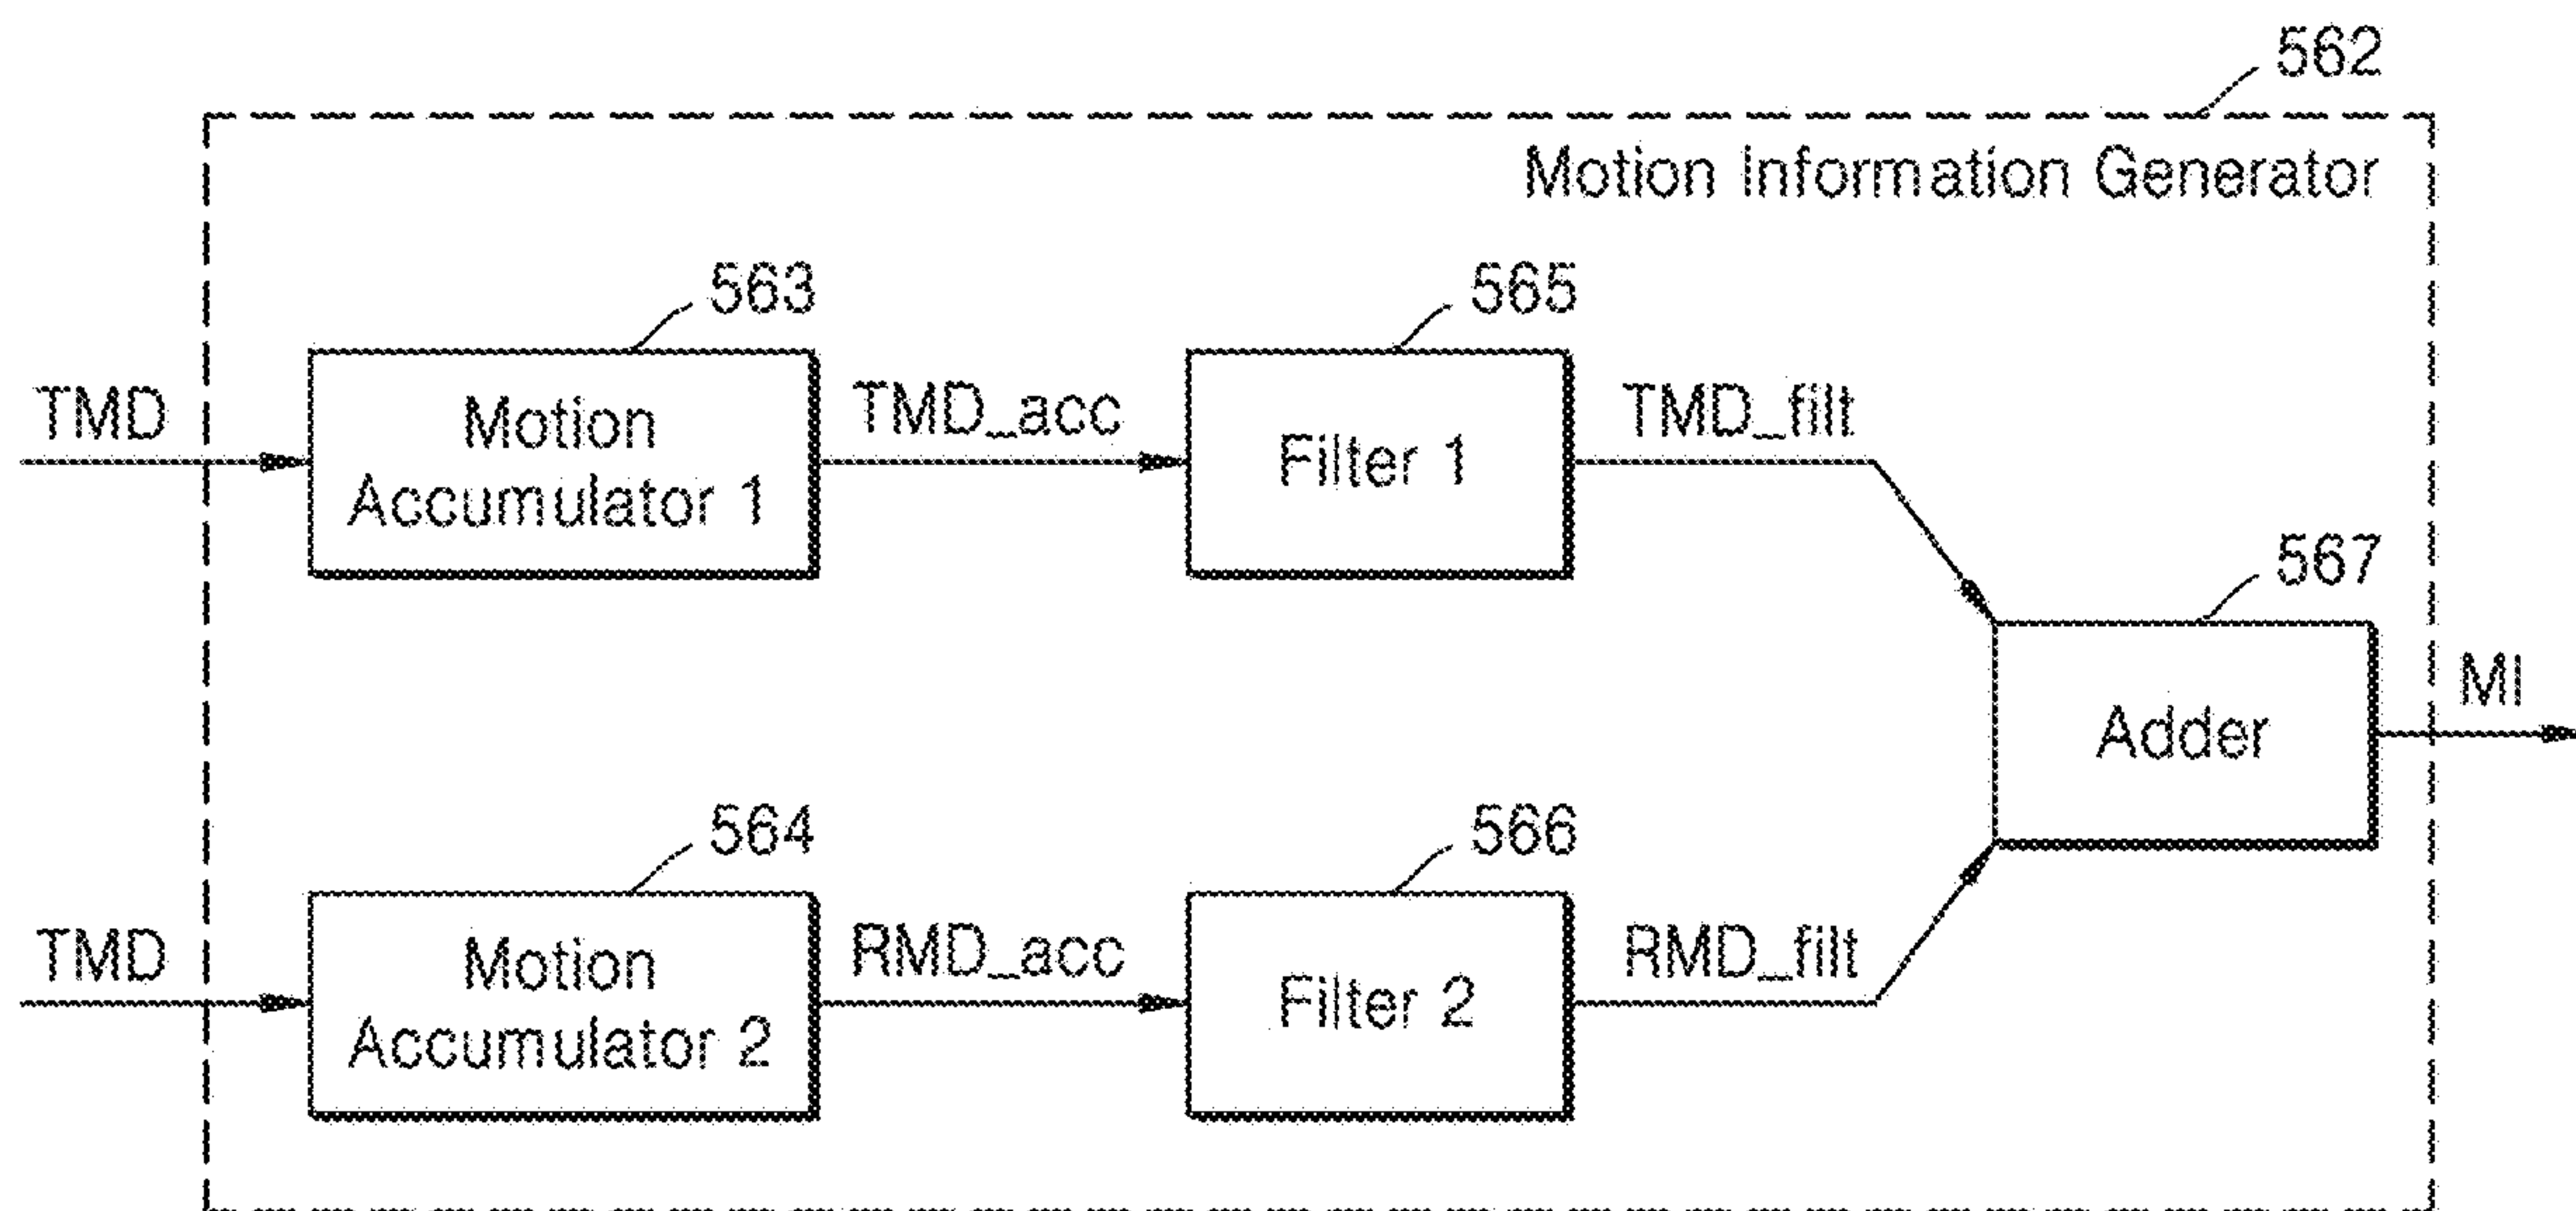 562
Motion Information Generator
563
565
TMD
Motion
Accumulator 1
TMD_acc
Filter 1
TMD_filt
567
Adder
MI
564
566
TMD
Motion
Accumulator 2
RMD_acc
Filter 2
RMD_filt